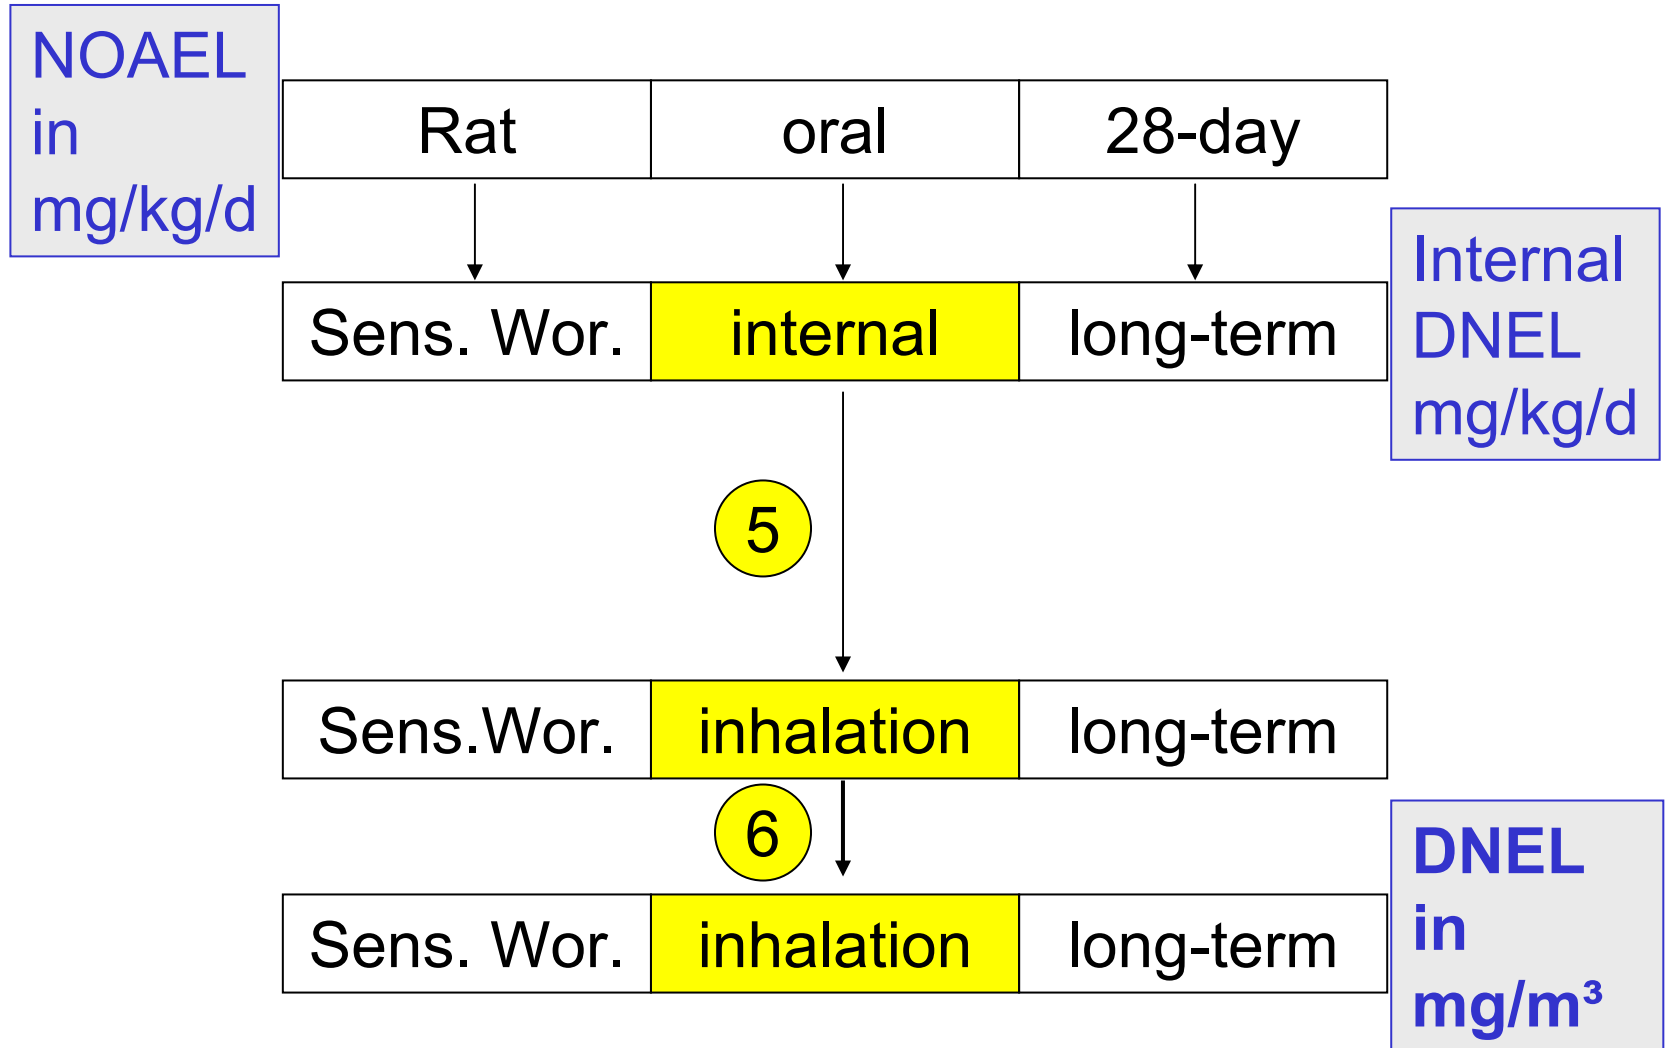 NOAEL
in
mg/kg/d
Rat oral 28-day
Sens. Wor. internal long-term
Internal
DNEL
mg/kg/d
5
Sens.Wor. inhalation long-term
6
Sens. Wor. inhalation long-term
DNEL
in
mg/m³